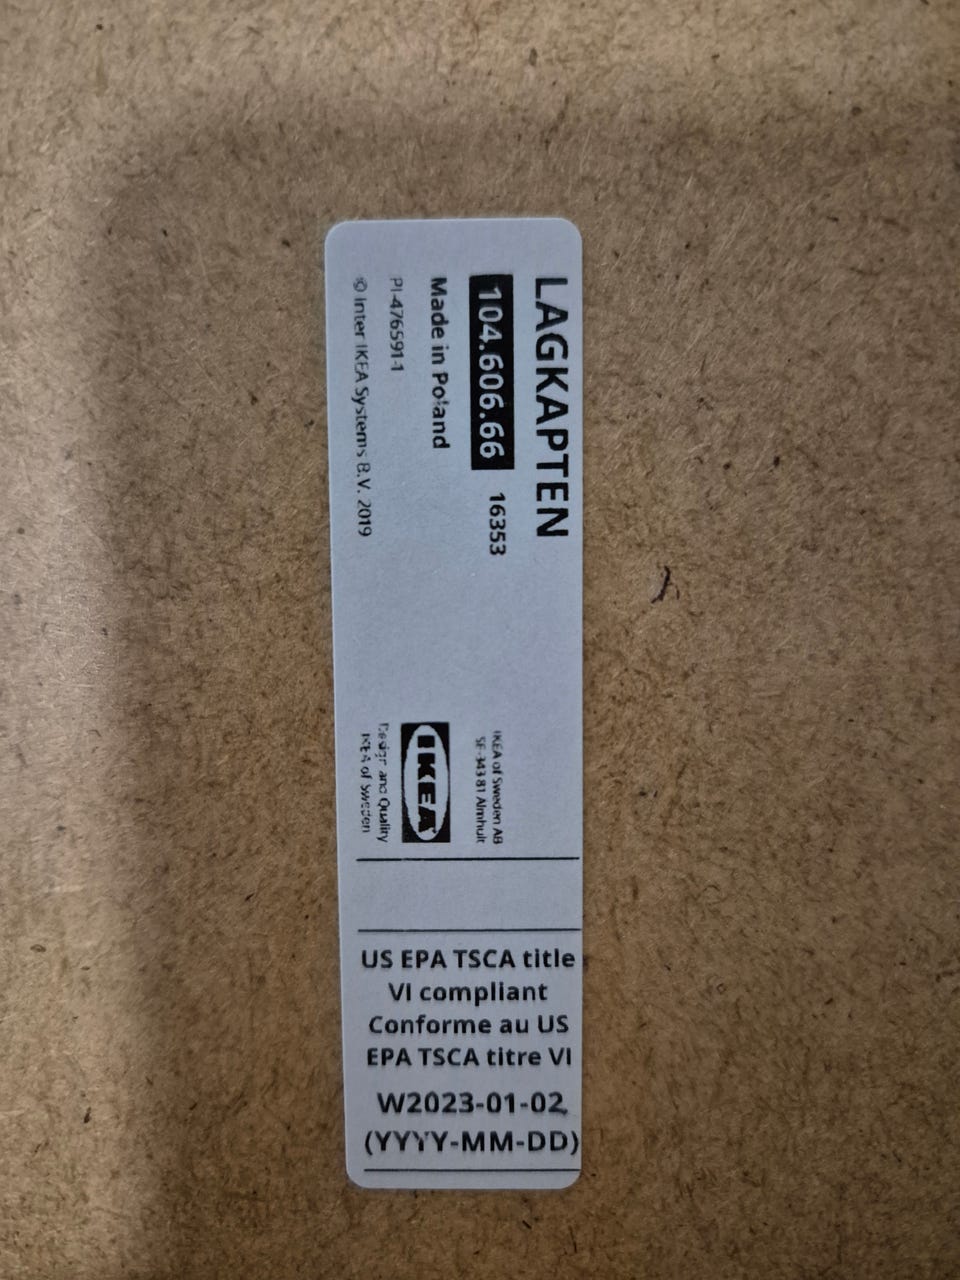 LAGKAPTEN
104.606.66 16353
Made in Poland
PI-476591-1
© Inter IKEA Systems B.V. 2019
IKEA of Sweden AB
SE-343 81 Älmhult
IKEA
Design and Quality
IKEA of Sweden
US EPA TSCA title
VI compliant
Conforme au US
EPA TSCA titre VI
W2023-01-02
(YYYY-MM-DD)